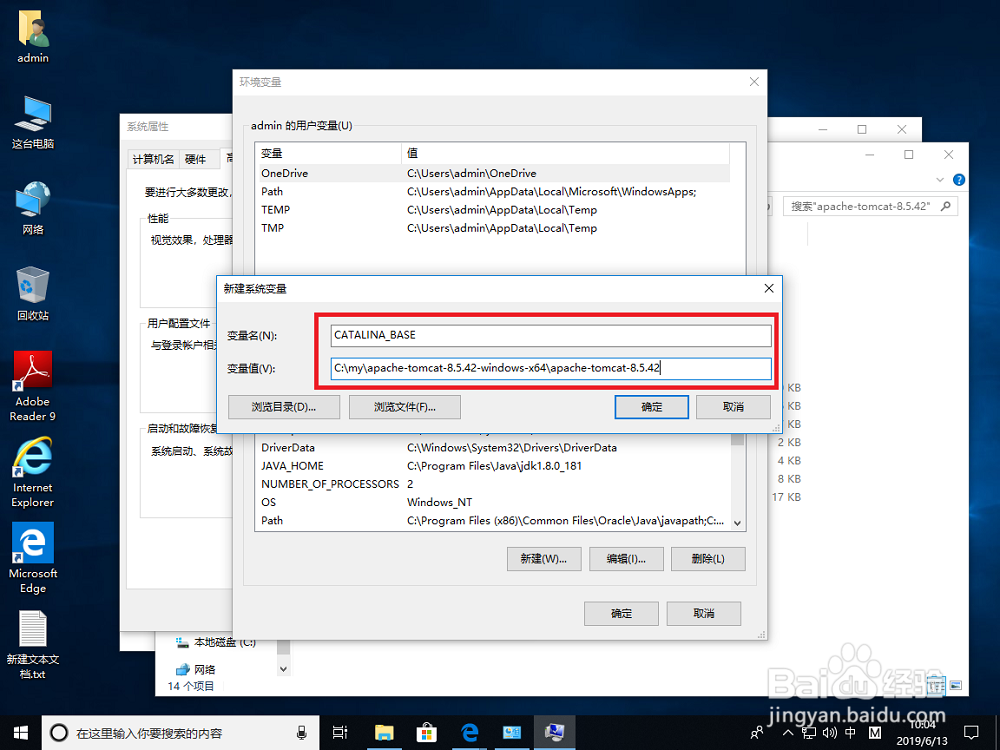 admin
这台电脑
网络
回收站
Adobe
Reader 9
Internet
Explorer
Microsoft
Edge
新建文本文
档.txt
系统属性
计算机名 硬件
要进行大多数更改,
性能
视觉效果，处理器
用户配置文件
与登录帐户相关
启动和故障恢复
系统启动、系统故
环境变量
admin 的用户变量(U)
变量 值
OneDrive C:\Users\admin\OneDrive
Path C:\Users\admin\AppData\Local\Microsoft\WindowsApps;
TEMP C:\Users\admin\AppData\Local\Temp
TMP C:\Users\admin\AppData\Local\Temp
搜索"apache-tomcat-8.5.42"
新建系统变量
变量名(N): CATALINA_BASE
变量值(V): C:\my\apache-tomcat-8.5.42-windows-x64\apache-tomcat-8.5.42
浏览目录(D)... 浏览文件(F)... 确定 取消
DriverData C:\Windows\System32\Drivers\DriverData
JAVA_HOME C:\Program Files\Java\jdk1.8.0_181
NUMBER_OF_PROCESSORS 2
OS Windows_NT
Path C:\Program Files (x86)\Common Files\Oracle\Java\javapath;C:...
新建(W)... 编辑(I)... 删除(L)
确定 取消
KB
KB
KB
2 KB
4 KB
8 KB
17 KB
本地磁盘 (C:)
网络
14 个项目
Baidu 经验
jingyan.baidu.com
在这里输入你要搜索的内容
中 M
10:04
2019/6/13